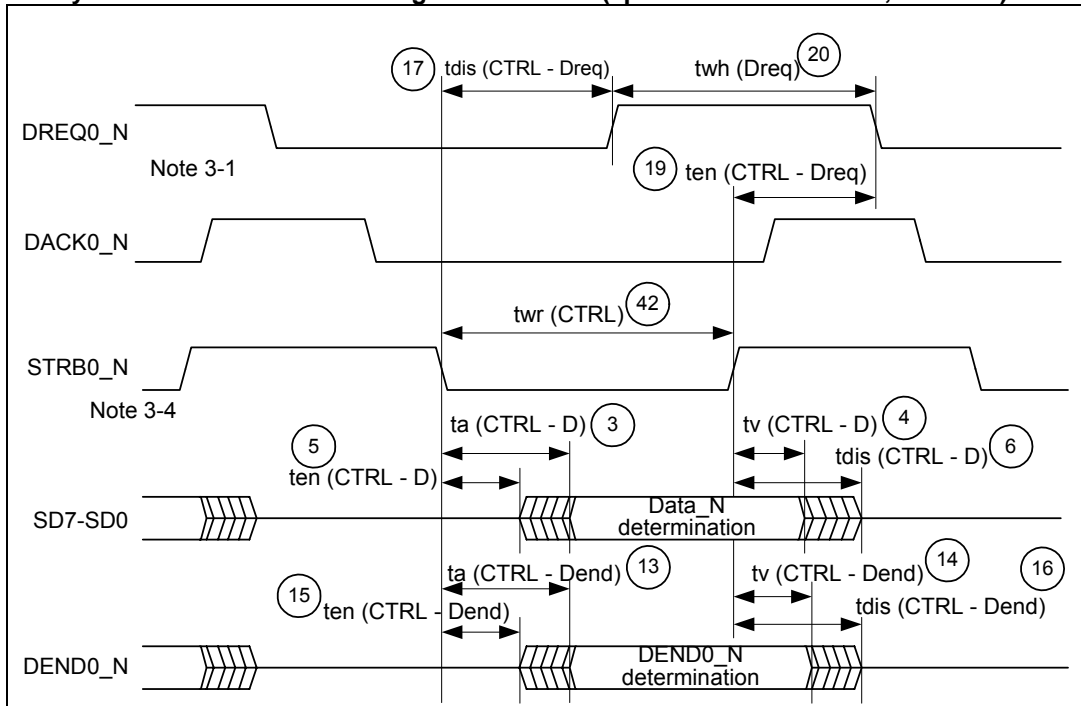 17 tdis (CTRL - Dreq) twh (Dreq) 20
DREQ0_N
Note 3-1
19 ten (CTRL - Dreq)
DACK0_N
twr (CTRL) 42
STRB0_N
Note 3-4
ta (CTRL - D) 3 tv (CTRL - D) 4
5 ten (CTRL - D) tdis (CTRL - D) 6
SD7-SD0 Data_N
determination
ta (CTRL - Dend) 13 tv (CTRL - Dend) 14
15 ten (CTRL - Dend) tdis (CTRL - Dend) 16
DEND0_N DEND0_N
determination